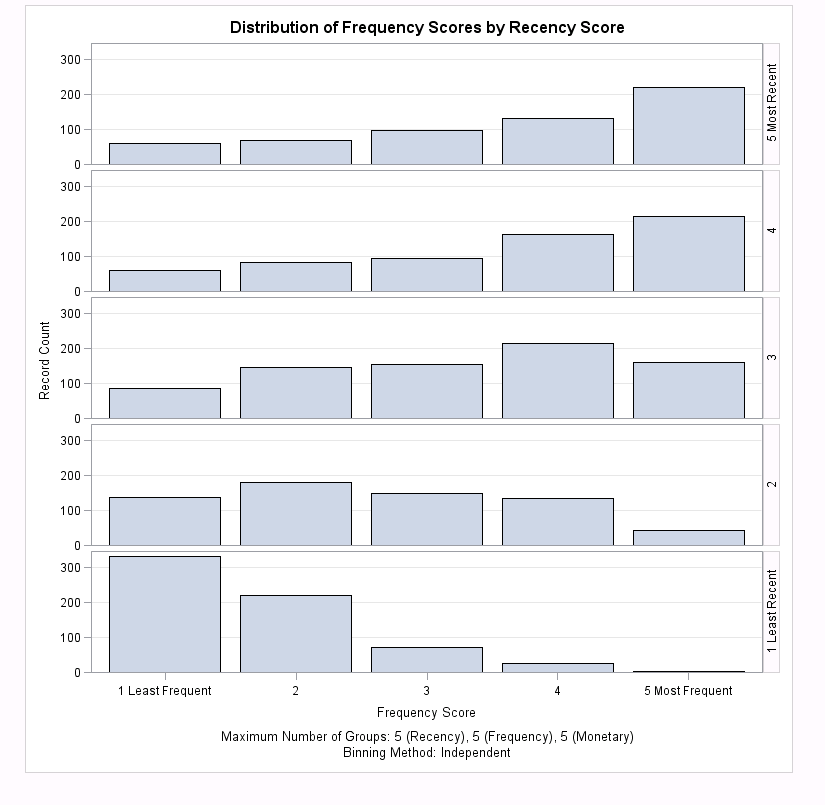 Distribution of Frequency Scores by Recency Score
300
200
100
0
5 Most Recent
300
200
100
0
4
300
200
100
0
3
300
200
100
0
2
300
200
100
0
1 Least Recent
Record Count
1 Least Frequent 2 3 4 5 Most Frequent
Frequency Score
Maximum Number of Groups: 5 (Recency), 5 (Frequency), 5 (Monetary)
Binning Method: Independent